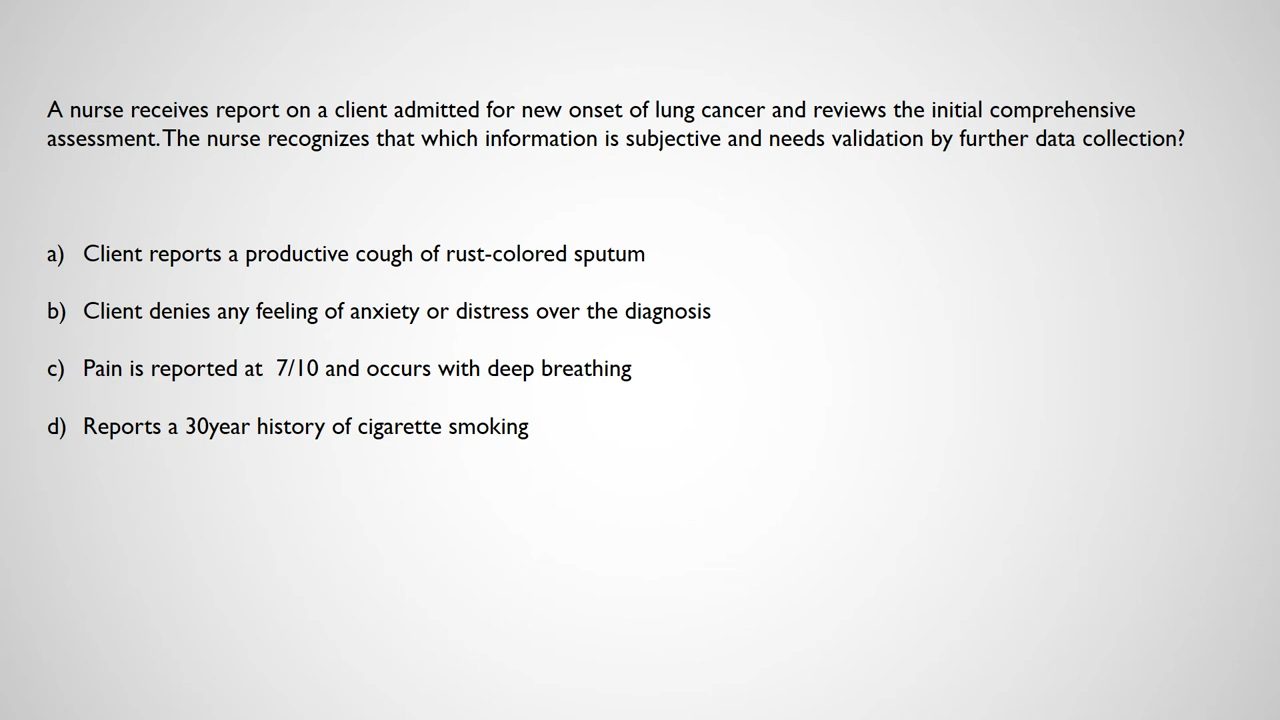 A nurse receives report on a client admitted for new onset of lung cancer and reviews the initial comprehensive
assessment. The nurse recognizes that which information is subjective and needs validation by further data collection?
a) Client reports a productive cough of rust-colored sputum
b) Client denies any feeling of anxiety or distress over the diagnosis
c) Pain is reported at 7/10 and occurs with deep breathing
d) Reports a 30year history of cigarette smoking